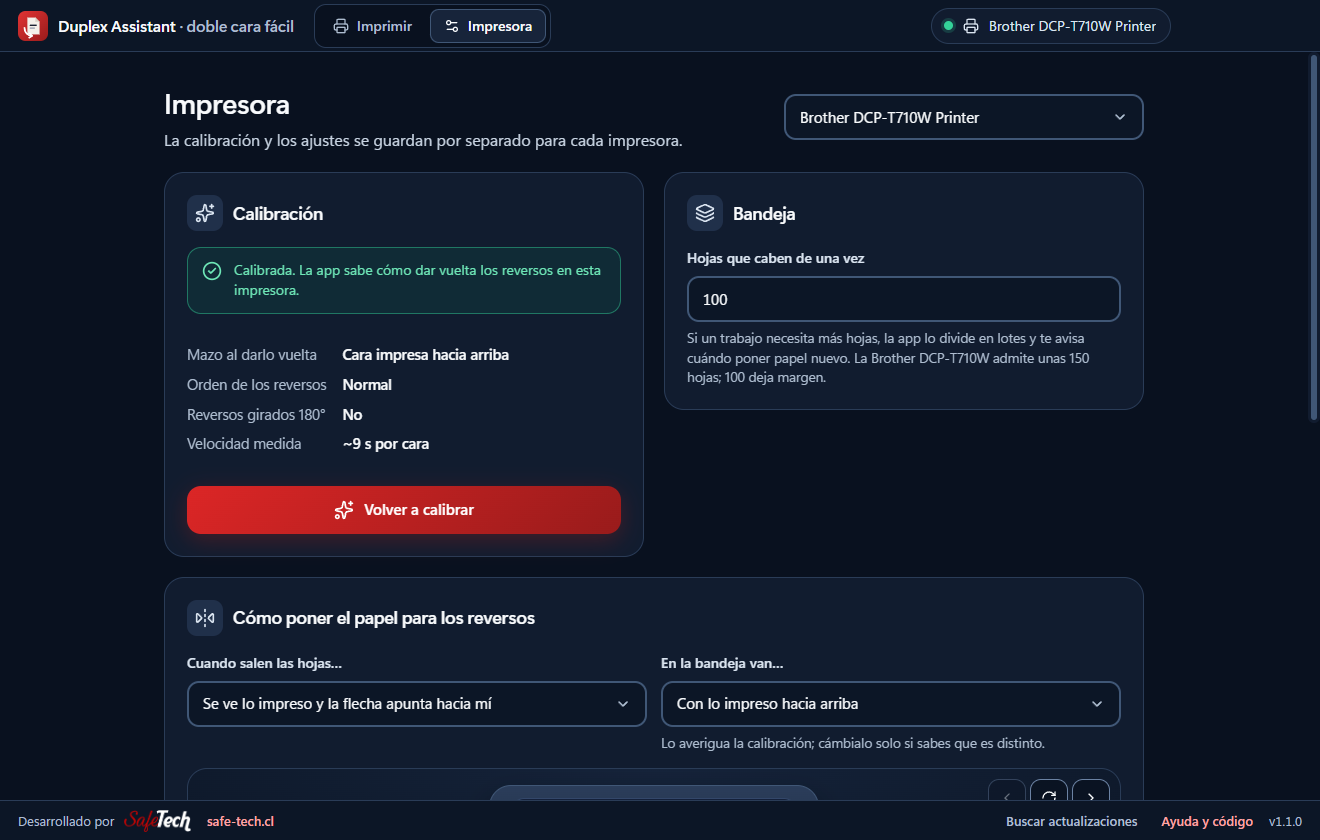 Duplex Assistant · doble cara fácil
Imprimir
Impresora
Brother DCP-T710W Printer
Impresora
La calibración y los ajustes se guardan por separado para cada impresora.
Brother DCP-T710W Printer
Calibración
Calibrada. La app sabe cómo dar vuelta los reversos en esta
impresora.
Mazo al darlo vuelta Cara impresa hacia arriba
Orden de los reversos Normal
Reversos girados 180° No
Velocidad medida ~9 s por cara
Volver a calibrar
Bandeja
Hojas que caben de una vez
100
Si un trabajo necesita más hojas, la app lo divide en lotes y te avisa
cuándo poner papel nuevo. La Brother DCP-T710W admite unas 150
hojas; 100 deja margen.
Cómo poner el papel para los reversos
Cuando salen las hojas...
Se ve lo impreso y la flecha apunta hacia mí
En la bandeja van...
Con lo impreso hacia arriba
Lo averigua la calibración; cámbialo solo si sabes que es distinto.
Desarrollado por SafeTech safe-tech.cl
Buscar actualizaciones Ayuda y código v1.1.0